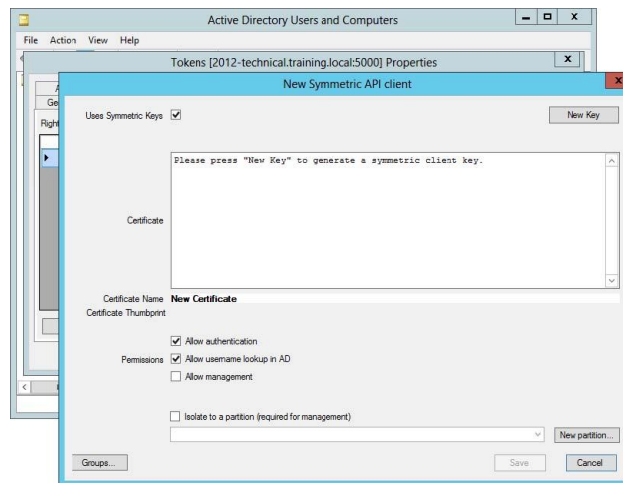 Active Directory Users and Computers
File Action View Help
Tokens [2012-technical.training.local:5000] Properties
x
New Symmetric API client
x
A
Ge
Right
Uses Symmetric Keys
New Key
Please press "New Key" to generate a symmetric client key.
Certificate
Certificate Name New Certificate
Certificate Thumbprint
Allow authentication
Permissions Allow username lookup in AD
Allow management
Isolate to a partition (required for management)
New partition...
Groups...
Save
Cancel